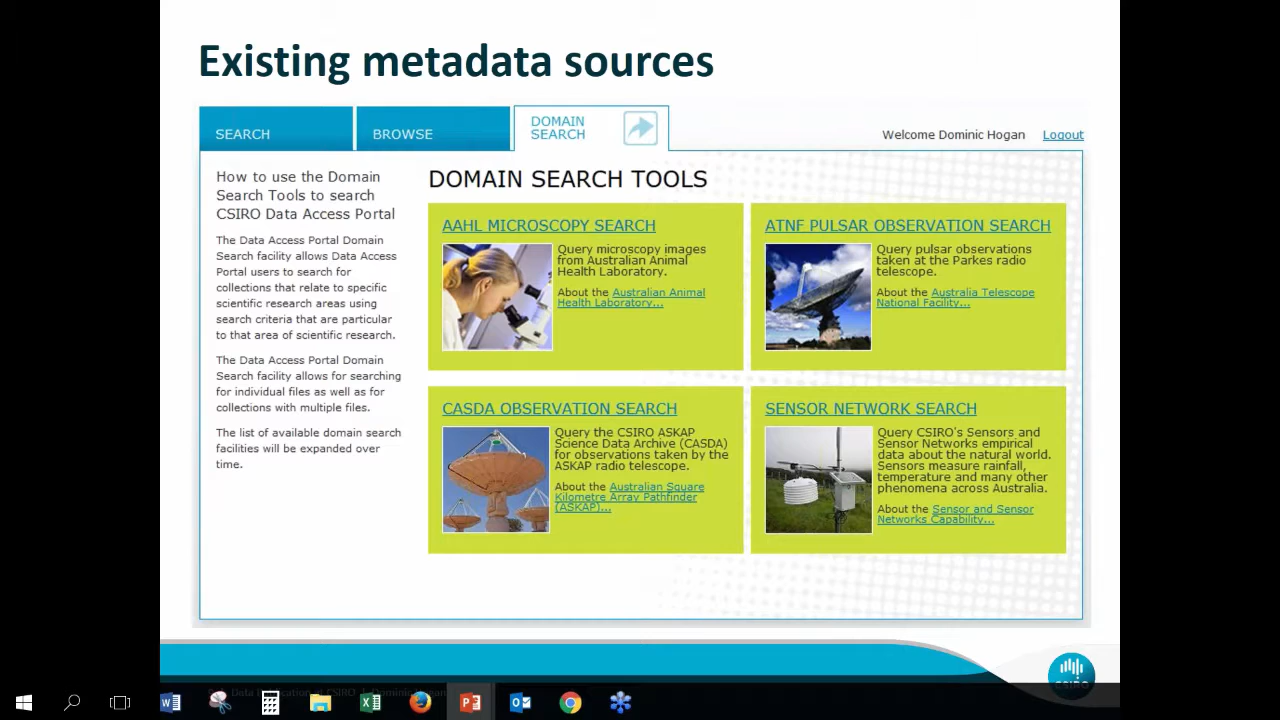 Existing metadata sources
SEARCH
BROWSE
DOMAIN
SEARCH
Welcome Dominic Hogan
Logout
How to use the Domain
Search Tools to search
CSIRO Data Access Portal
The Data Access Portal Domain
Search facility allows Data Access
Portal users to search for
collections that relate to specific
scientific research areas using
search criteria that are particular
to that area of scientific research.
The Data Access Portal Domain
Search facility allows for searching
for individual files as well as for
collections with multiple files.
The list of available domain search
facilities will be expanded over
time.
DOMAIN SEARCH TOOLS
AAHL MICROSCOPY SEARCH
Query microscopy images
from Australian Animal
Health Laboratory.
About the Australian Animal
Health Laboratory...
ATNF PULSAR OBSERVATION SEARCH
Query pulsar observations
taken at the Parkes radio
telescope.
About the Australia Telescope
National Facility...
CASDA OBSERVATION SEARCH
Query the CSIRO ASKAP
Science Data Archive (CASDA)
for observations taken by the
ASKAP radio telescope.
About the Australian Square
Kilometre Array Pathfinder
(ASKAP)...
SENSOR NETWORK SEARCH
Query CSIRO's Sensors and
Sensor Networks empirical
data about the natural world.
Sensors measure rainfall,
temperature and many other
phenomena across Australia.
About the Sensor and Sensor
Networks Capability...
CSIRO